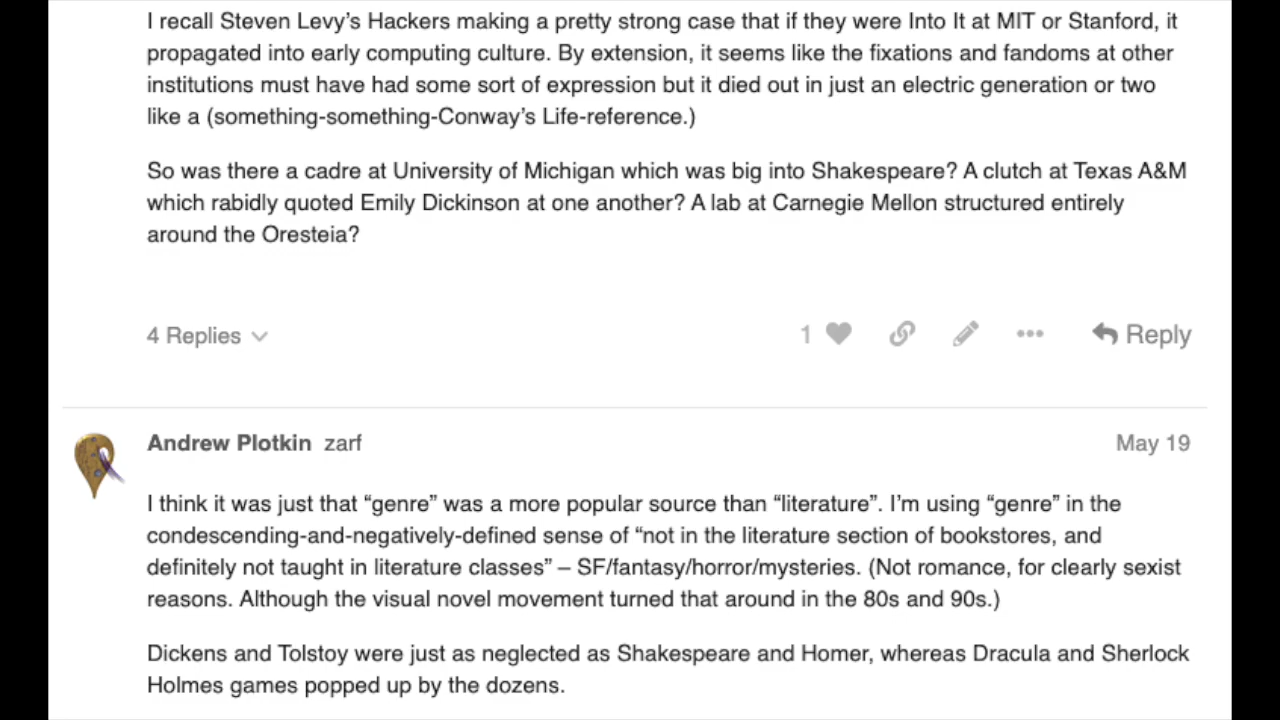 I recall Steven Levy’s Hackers making a pretty strong case that if they were Into It at MIT or Stanford, it
propagated into early computing culture. By extension, it seems like the fixations and fandoms at other
institutions must have had some sort of expression but it died out in just an electric generation or two
like a (something-something-Conway’s Life-reference.)
So was there a cadre at University of Michigan which was big into Shakespeare? A clutch at Texas A&M
which rabidly quoted Emily Dickinson at one another? A lab at Carnegie Mellon structured entirely
around the Oresteia?
4 Replies
1
Reply
Andrew Plotkin zarf
May 19
I think it was just that “genre” was a more popular source than “literature”. I’m using “genre” in the
condescending-and-negatively-defined sense of “not in the literature section of bookstores, and
definitely not taught in literature classes” – SF/fantasy/horror/mysteries. (Not romance, for clearly sexist
reasons. Although the visual novel movement turned that around in the 80s and 90s.)
Dickens and Tolstoy were just as neglected as Shakespeare and Homer, whereas Dracula and Sherlock
Holmes games popped up by the dozens.